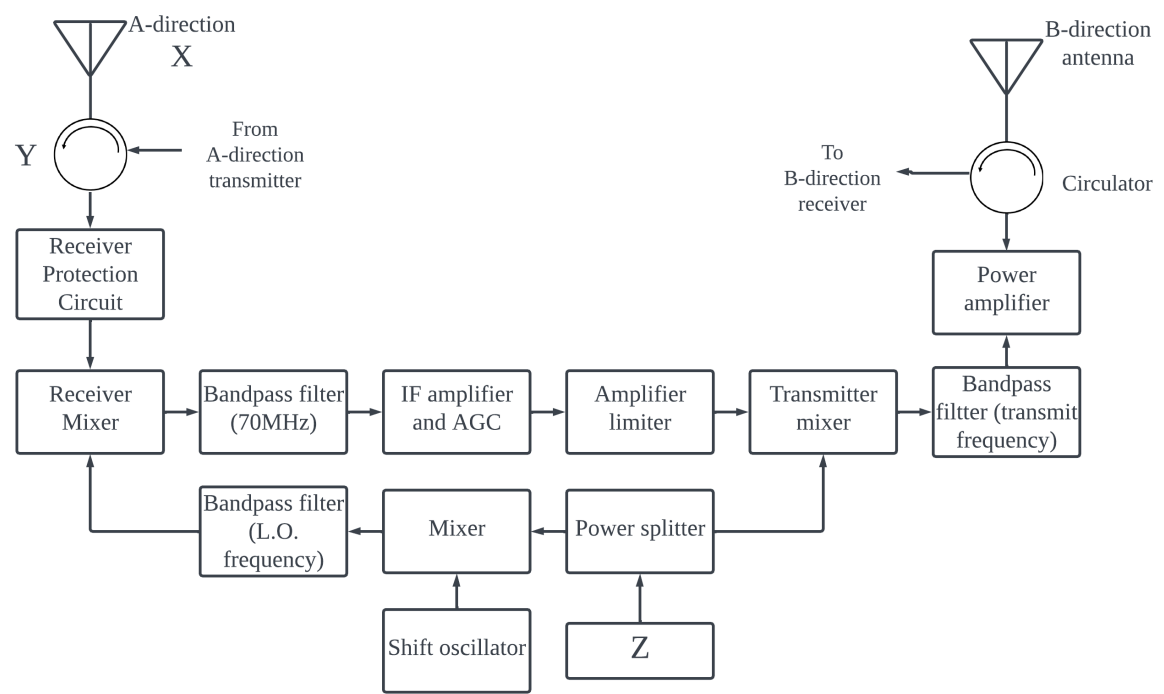 A-direction
X
B-direction
antenna
Y
From
A-direction
transmitter
To
B-direction
receiver
Circulator
Receiver
Protection
Circuit
Power
amplifier
Receiver
Mixer
Bandpass filter
(70MHz)
IF amplifier
and AGC
Amplifier
limiter
Transmitter
mixer
Bandpass
filtter (transmit
frequency)
Bandpass filter
(L.O.
frequency)
Mixer
Power splitter
Shift oscillator
Z